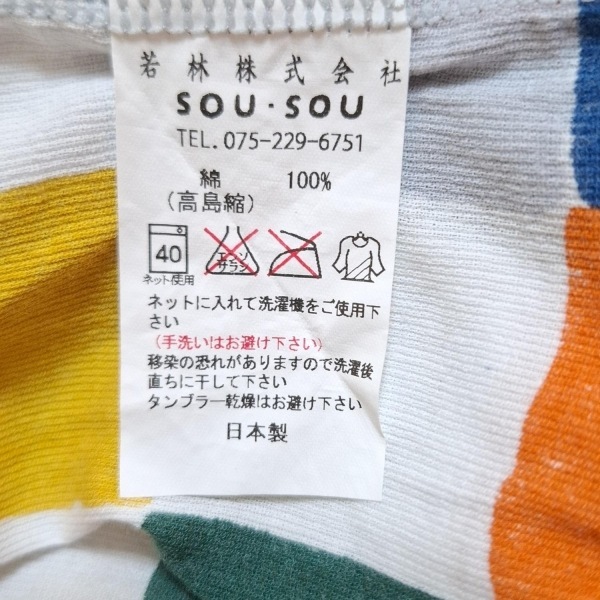 若林株式会社
SOU・SOU
TEL. 075-229-6751
綿 100%
（高島縮）
40
エンソ
サラシ
ネット使用
ネットに入れて洗濯機をご使用下
さい
（手洗いはお避け下さい）
移染の恐れがありますので洗濯後
直ちに干して下さい
タンブラー乾燥はお避け下さい
日本製